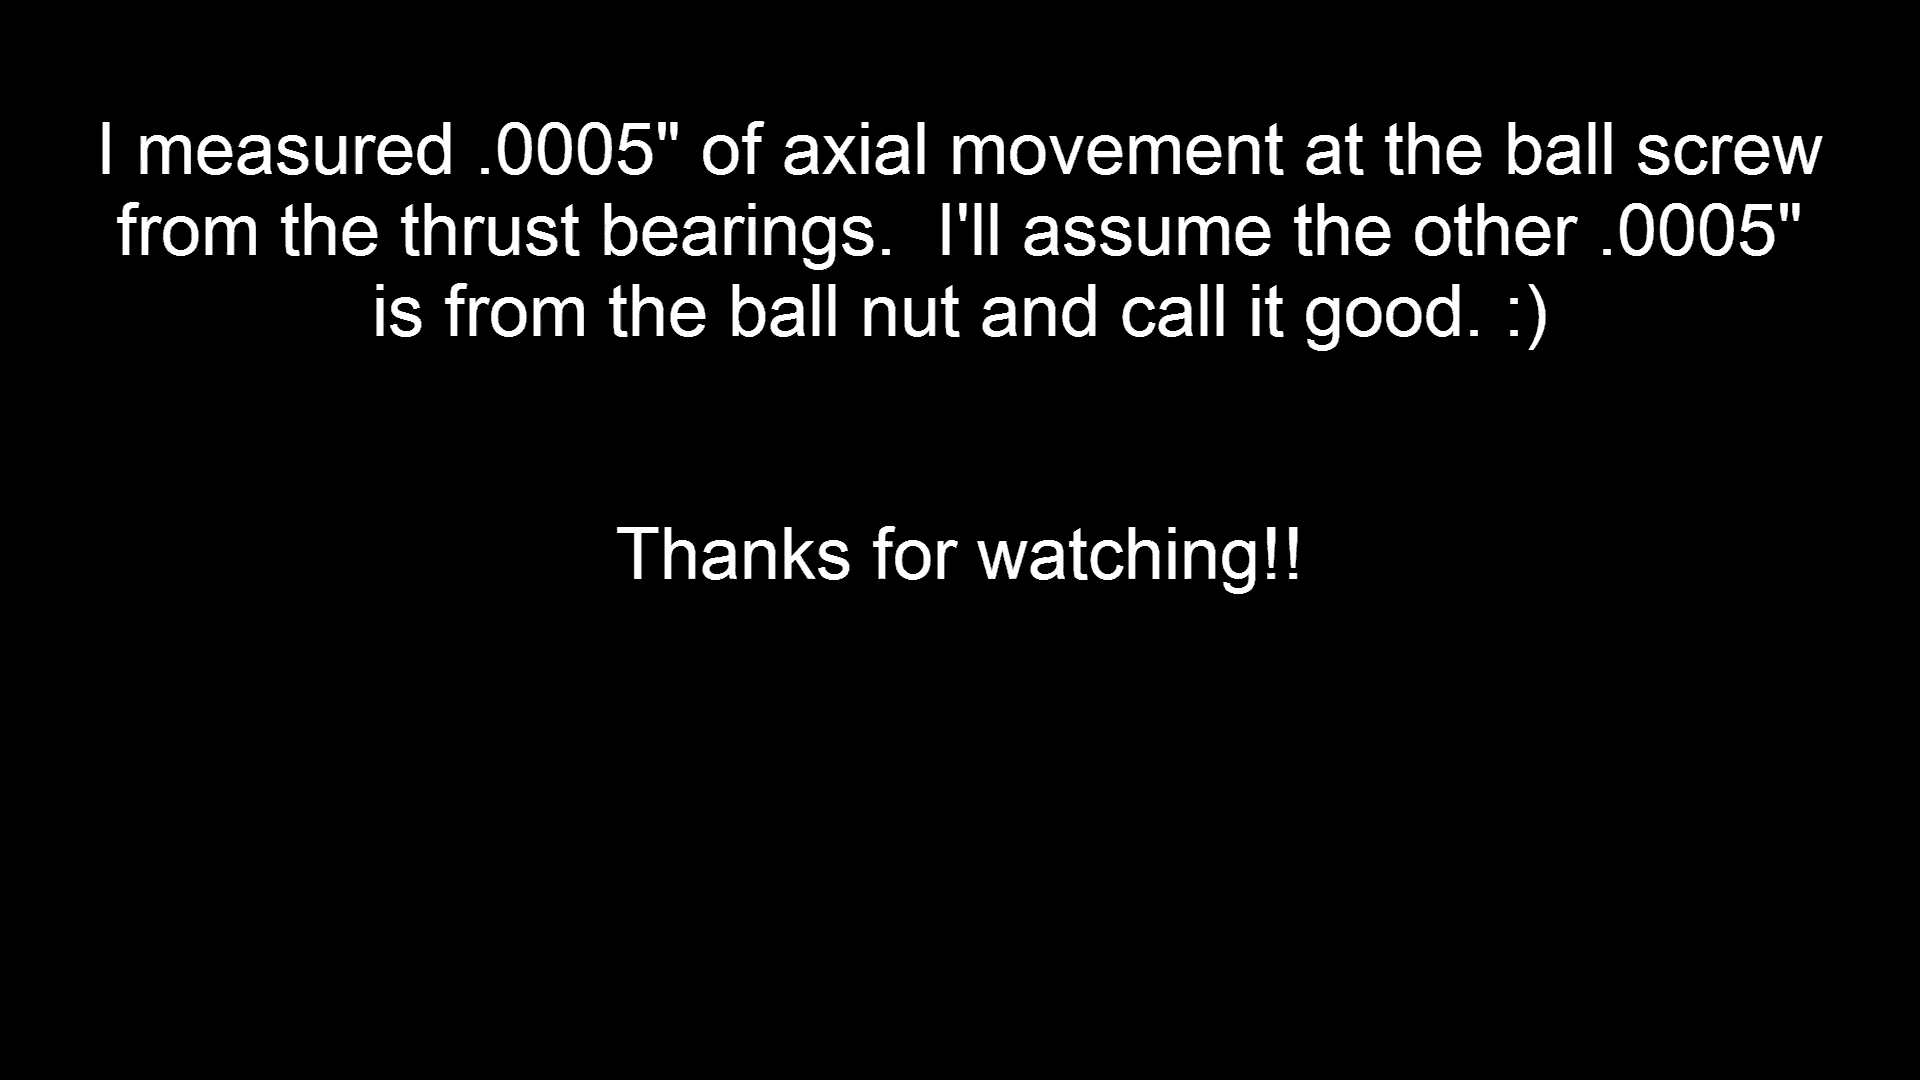 I measured .0005" of axial movement at the ball screw
from the thrust bearings.  I'll assume the other .0005"
is from the ball nut and call it good. :)
Thanks for watching!!